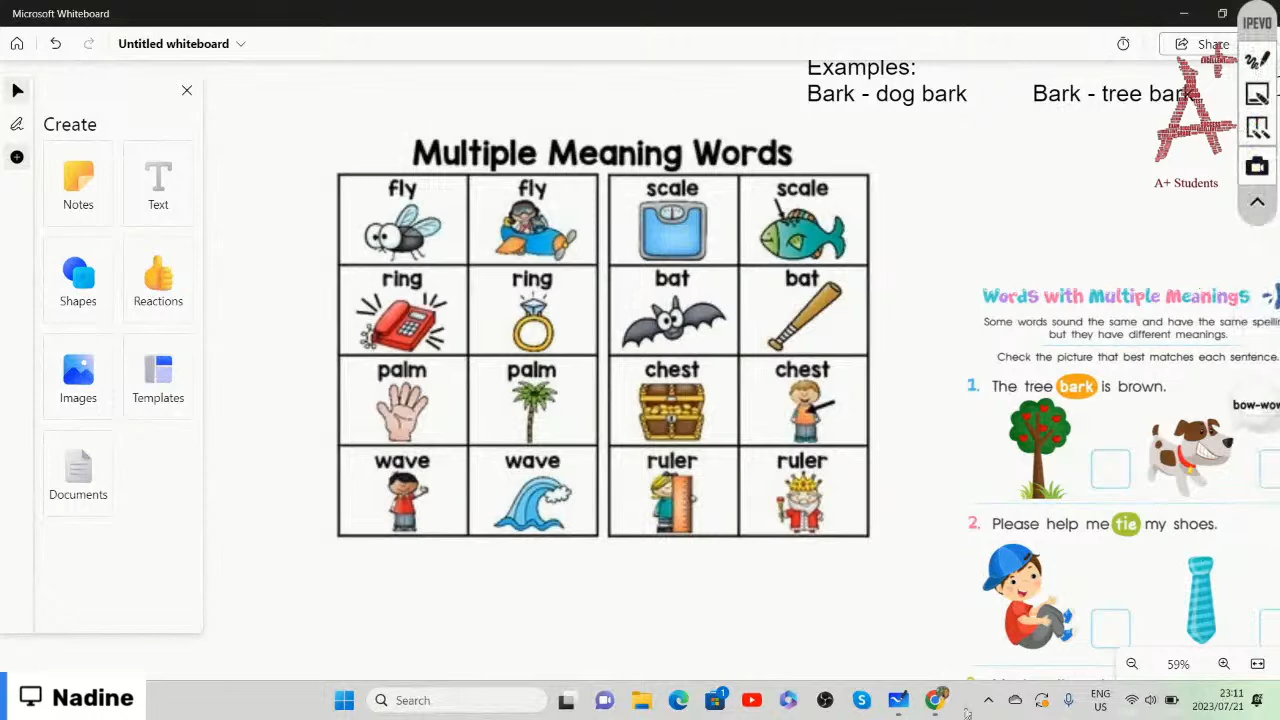 Microsoft Whiteboard
IPEVO
Untitled whiteboard
Share
Examples:
Bark - dog bark
Bark - tree bark
A+ Students
Create
Notes
Text
Shapes
Reactions
Images
Templates
Documents
Multiple Meaning Words
fly
fly
scale
scale
ring
ring
bat
bat
palm
palm
chest
chest
wave
wave
ruler
ruler
Words with Multiple Meanings
Some words sound the same and have the same
but they have different meanings.
Check the picture that best matches each sentence.
1. The tree bark is brown.
2. Please help me tie my shoes.
59%
Nadine
Search
1
ENG
US
23:11
2023/07/21